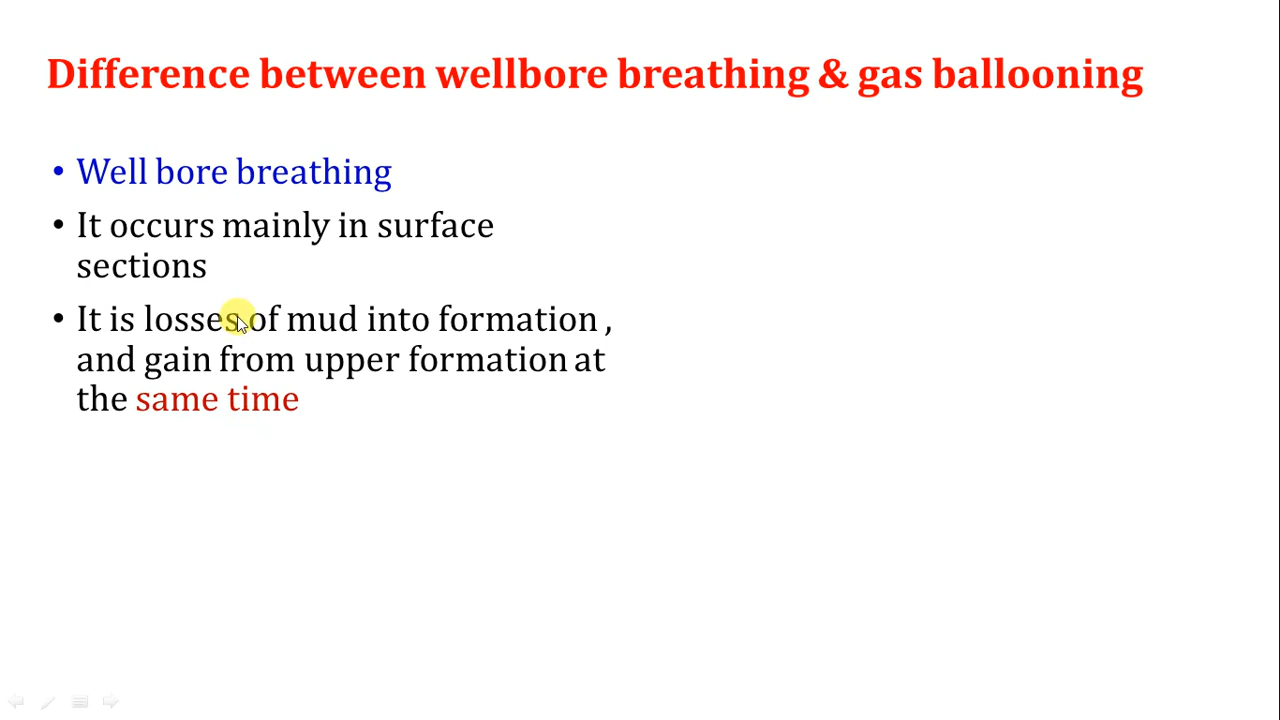 Difference between wellbore breathing & gas ballooning
• Well bore breathing
• It occurs mainly in surface
sections
• It is losses of mud into formation ,
and gain from upper formation at
the same time